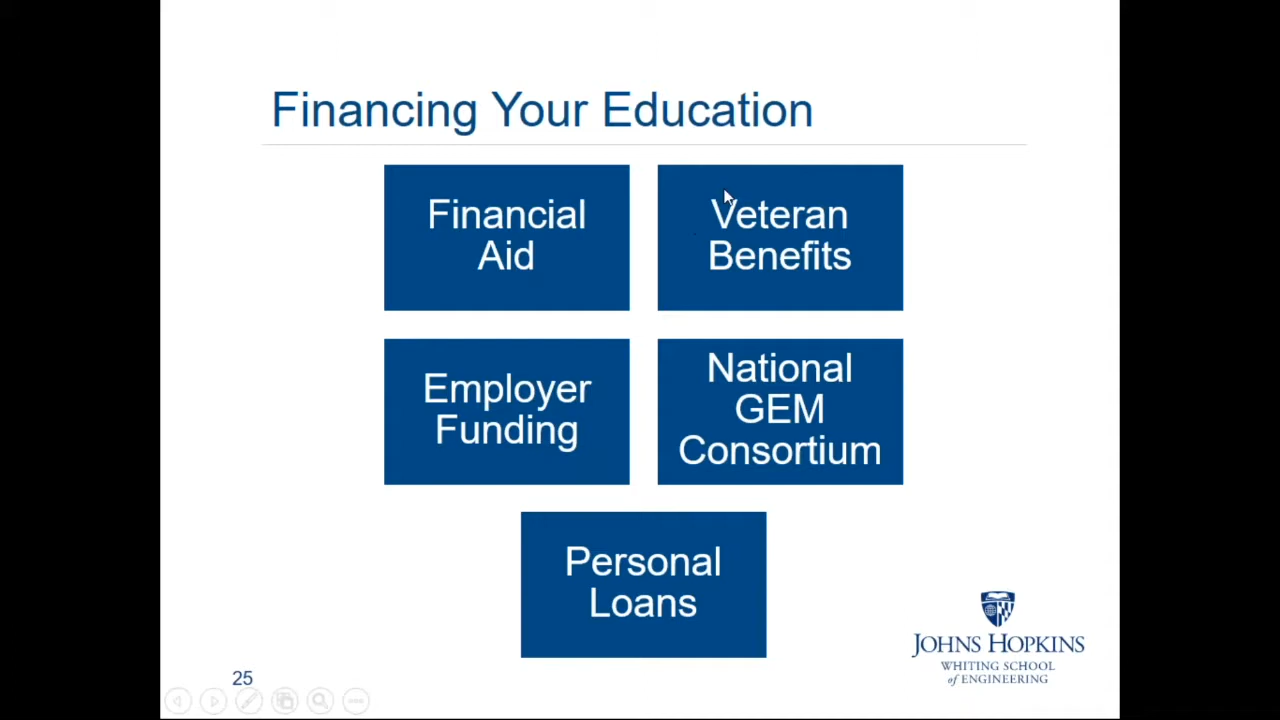 Financing Your Education
Financial
Aid
Veteran
Benefits
Employer
Funding
National
GEM
Consortium
Personal
Loans
JOHNS HOPKINS
WHITING SCHOOL
of ENGINEERING
25